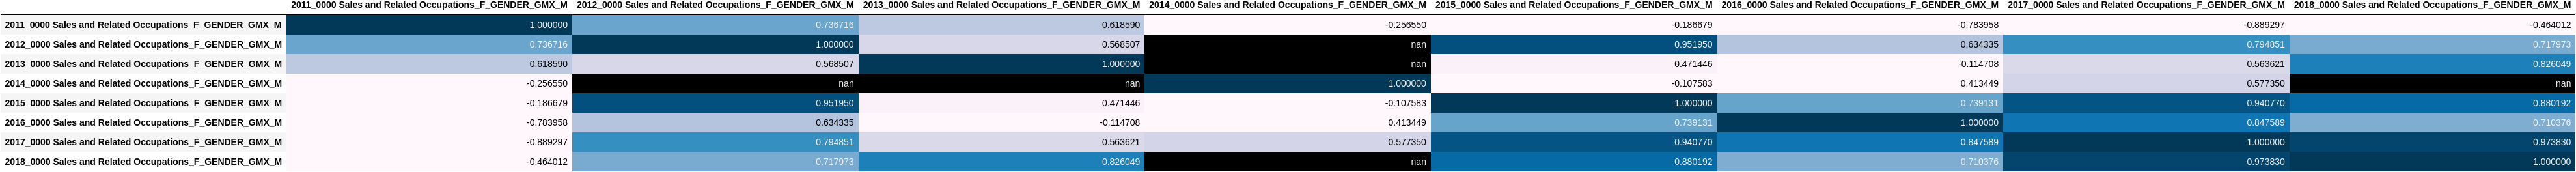 2011_0000 Sales and Related Occupations_F_GENDER_GMX_M 2012_0000 Sales and Related Occupations_F_GENDER_GMX_M 2013_0000 Sales and Related Occupations_F_GENDER_GMX_M 2014_0000 Sales and Related Occupations_F_GENDER_GMX_M 2015_0000 Sales and Related Occupations_F_GENDER_GMX_M 2016_0000 Sales and Related Occupations_F_GENDER_GMX_M 2017_0000 Sales and Related Occupations_F_GENDER_GMX_M 2018_0000 Sales and Related Occupations_F_GENDER_GMX_M
2011_0000 Sales and Related Occupations_F_GENDER_GMX_M 1.000000 0.736716 0.618590 -0.256550 -0.186679 -0.783958 -0.889297 -0.464012
2012_0000 Sales and Related Occupations_F_GENDER_GMX_M 0.736716 1.000000 0.568507 nan 0.951950 0.634335 0.794851 0.717973
2013_0000 Sales and Related Occupations_F_GENDER_GMX_M 0.618590 0.568507 1.000000 nan 0.471446 -0.114708 0.563621 0.826049
2014_0000 Sales and Related Occupations_F_GENDER_GMX_M -0.256550 nan nan 1.000000 -0.107583 0.413449 0.577350 nan
2015_0000 Sales and Related Occupations_F_GENDER_GMX_M -0.186679 0.951950 0.471446 -0.107583 1.000000 0.739131 0.940770 0.880192
2016_0000 Sales and Related Occupations_F_GENDER_GMX_M -0.783958 0.634335 -0.114708 0.413449 0.739131 1.000000 0.847589 0.710376
2017_0000 Sales and Related Occupations_F_GENDER_GMX_M -0.889297 0.794851 0.563621 0.577350 0.940770 0.847589 1.000000 0.973830
2018_0000 Sales and Related Occupations_F_GENDER_GMX_M -0.464012 0.717973 0.826049 nan 0.880192 0.710376 0.973830 1.000000